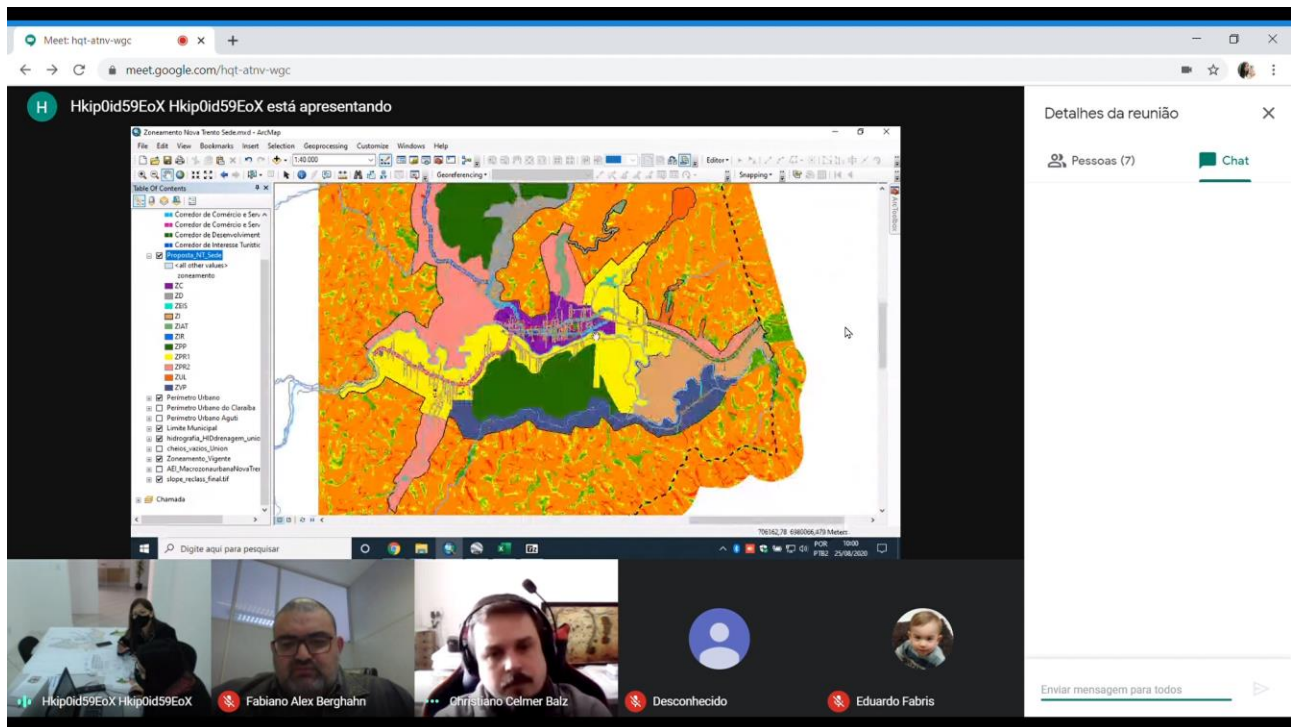 Meet: hqt-atnv-wgc
meet.google.com/hqt-atnv-wgc
H
Hkip0id59EoX Hkip0id59EoX está apresentando
Detalhes da reunião
Pessoas (7)
Chat
Zoneamento Nova Trento Sede.mxd - ArcMap
File Edit View Bookmarks Insert Selection Geoprocessing Customize Windows Help
1:40.000
Editor
Georeferencing
Snapping
Table Of Contents
ArcToolbox
Corredor de Comércio e Serv
Corredor de Comércio e Serv
Corredor de Desenvolviment
Corredor de Interesse Turístic
Proposta_NT_Sede
<all other values>
zoneamento
ZC
ZD
ZEIS
ZI
ZIAT
ZIR
ZPP
ZPR1
ZPR2
ZUL
ZVP
Perímetro Urbano
Perímetro Urbano do Claraíba
Perímetro Urbano Aguti
Limite Municipal
hidrografia_HIDdrenagem_unic
cheios_vazios_Union
Zoneamento_Vigente
AEI_MacrozonaurbanaNovaTrer
slope_reclass_final.tif
Chamada
706162,78 6980066,479 Meters
Digite aqui para pesquisar
POR
PTB2
10:00
25/08/2020
Hkip0id59EoX Hkip0id59EoX
Fabiano Alex Berghahn
Christiano Celmer Balz
Desconhecido
Eduardo Fabris
Enviar mensagem para todos